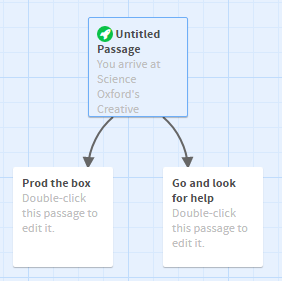 Untitled
Passage
You arrive at
Science
Oxford's
Creative
Prod the box
Double-click
this passage to
edit it.
Go and look
for help
Double-click
this passage to
edit it.